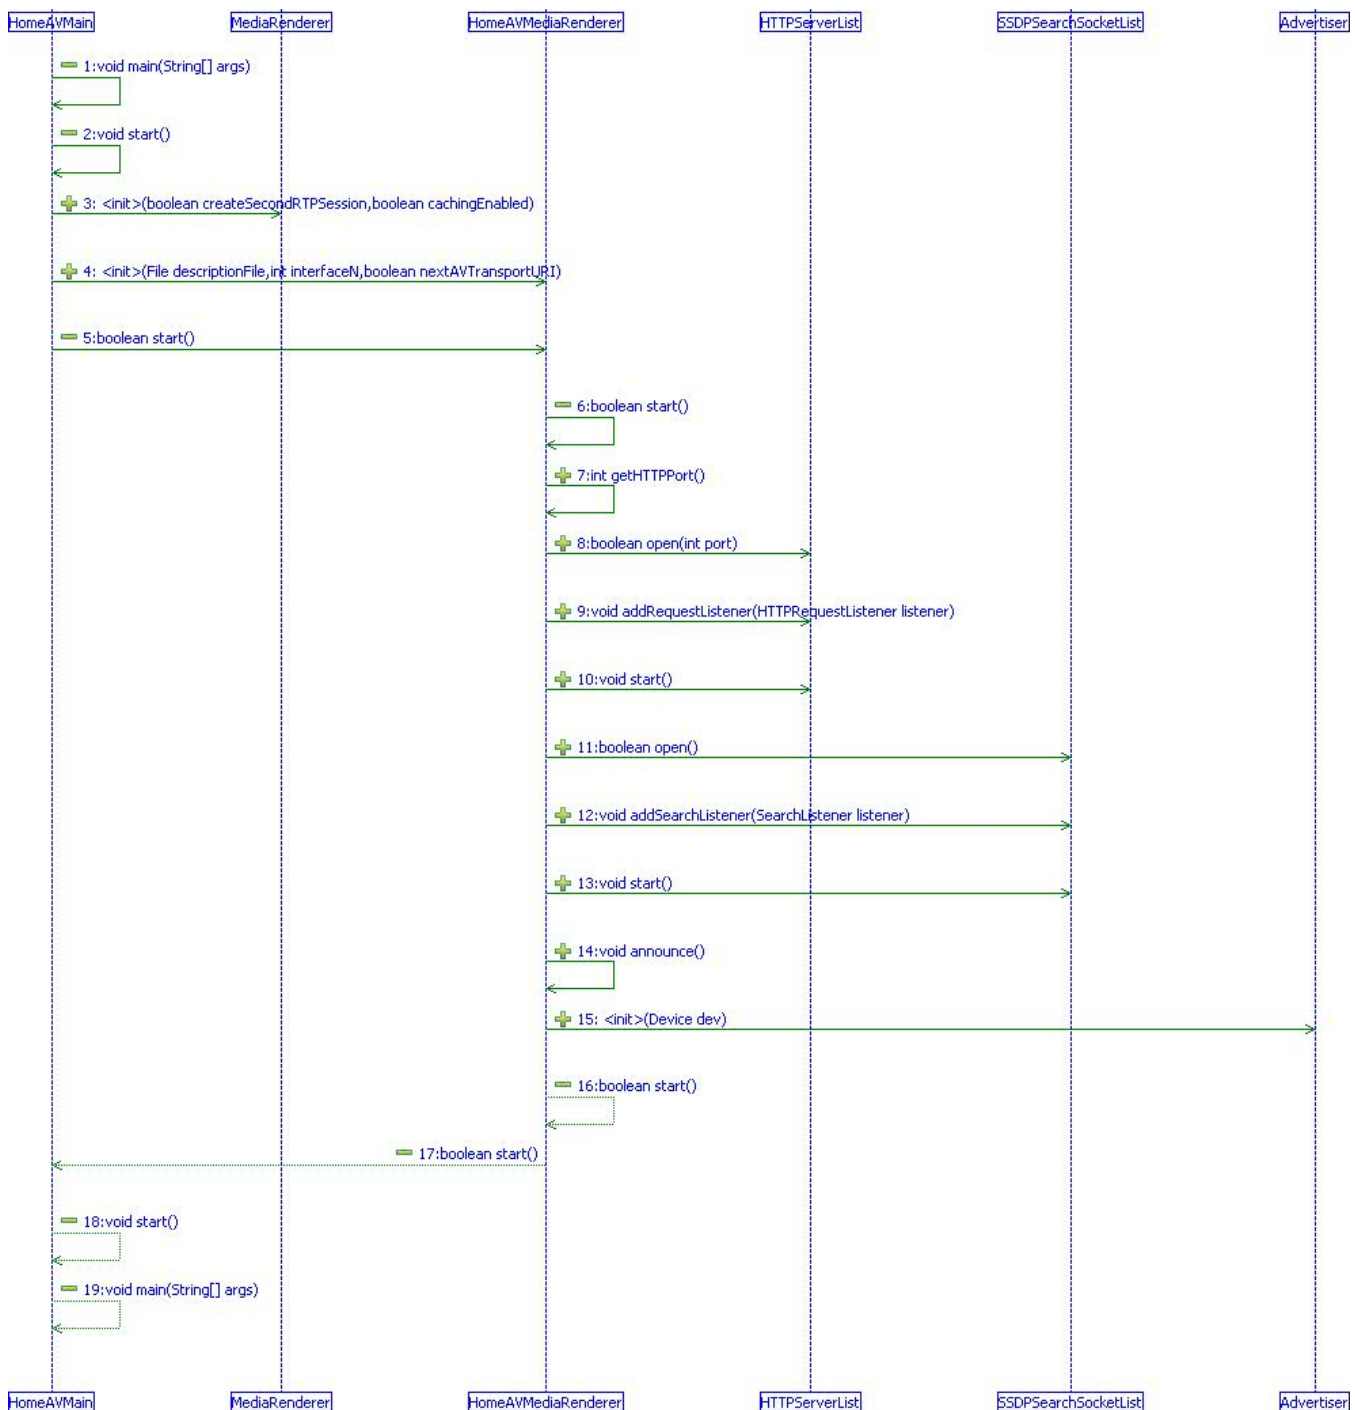 HomeAVMain MediaRenderer HomeAVMediaRenderer HTTPServerList SSDPSearchSocketList Advertiser
1:void main(String[] args)
2:void start()
3: <init>(boolean createSecondRTPSession,boolean cachingEnabled)
4: <init>(File descriptionFile,int interfaceN,boolean nextAVTransportURI)
5:boolean start()
6:boolean start()
7:int getHTTPPort()
8:boolean open(int port)
9:void addRequestListener(HTTPRequestListener listener)
10:void start()
11:boolean open()
12:void addSearchListener(SearchListener listener)
13:void start()
14:void announce()
15: <init>(Device dev)
16:boolean start()
17:boolean start()
18:void start()
19:void main(String[] args)
HomeAVMain MediaRenderer HomeAVMediaRenderer HTTPServerList SSDPSearchSocketList Advertiser